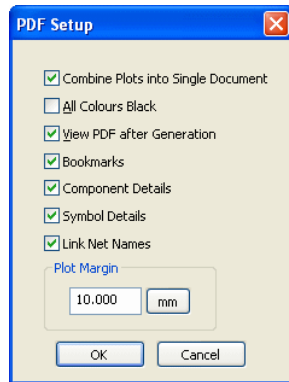 PDF Setup
Combine Plots into Single Document
All Colours Black
View PDF after Generation
Bookmarks
Component Details
Symbol Details
Link Net Names
Plot Margin
10.000 mm
OK Cancel